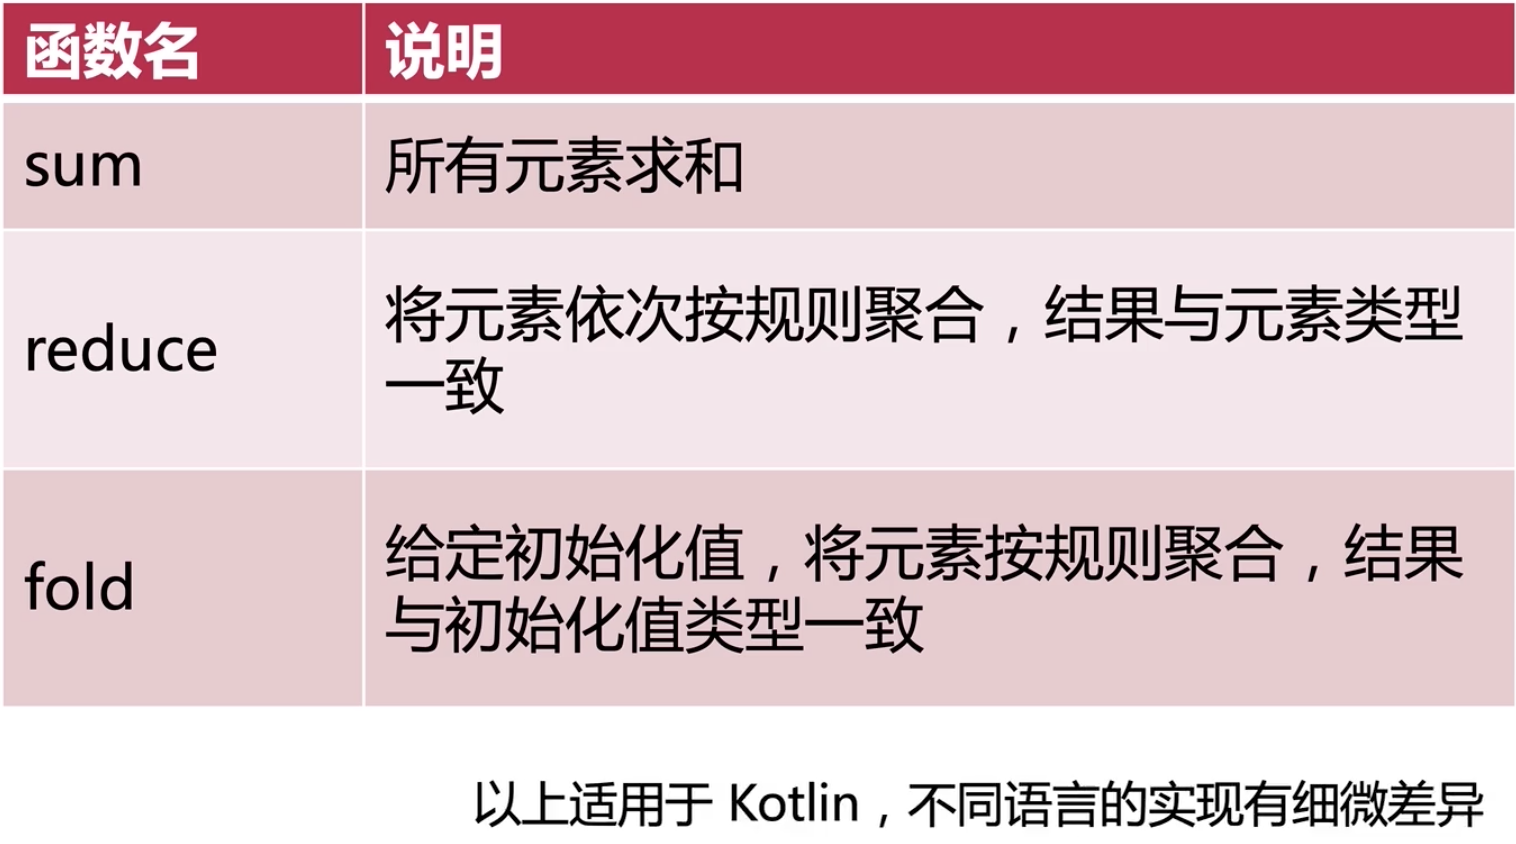 函数名 说明
sum 所有元素求和
reduce 将元素依次按规则聚合，结果与元素类型
一致
fold 给定初始化值，将元素按规则聚合，结果
与初始化值类型一致
以上适用于 Kotlin，不同语言的实现有细微差异